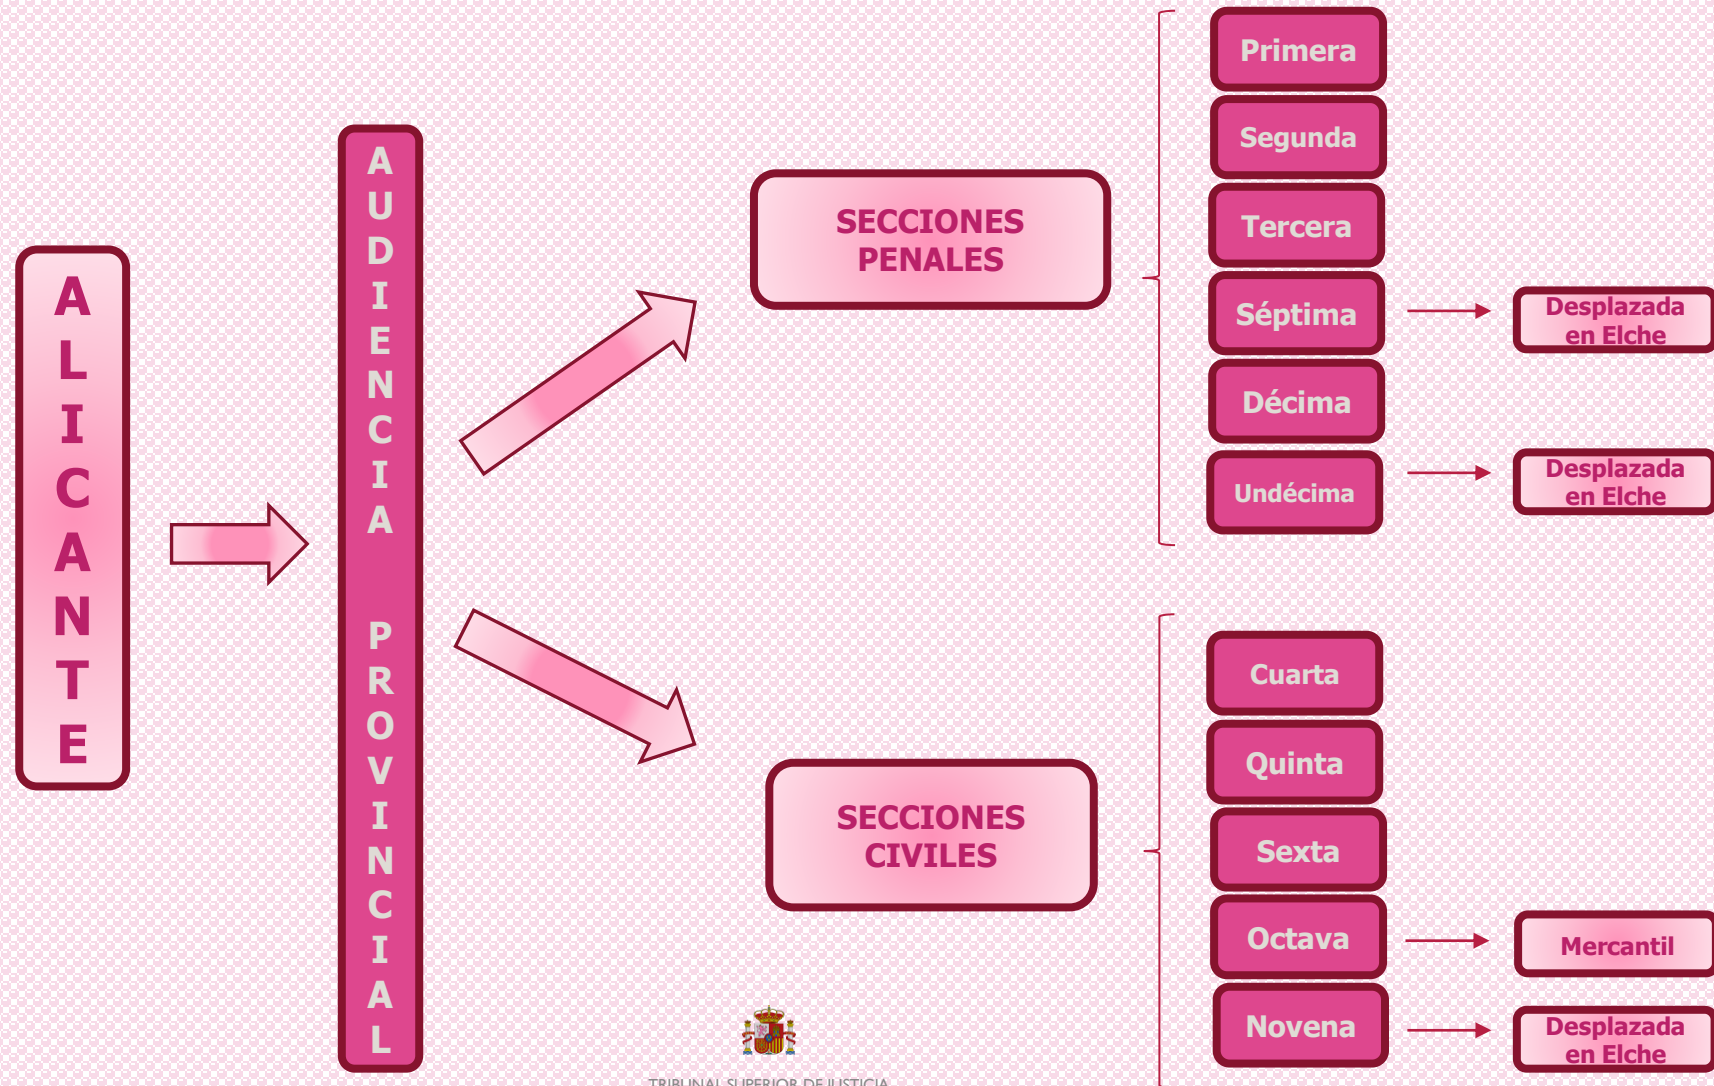 ALICANTE
AUDIENCIA PROVINCIAL
SECCIONES
PENALES
Primera
Segunda
Tercera
Séptima
Desplazada
en Elche
Décima
Undécima
Desplazada
en Elche
SECCIONES
CIVILES
Cuarta
Quinta
Sexta
Octava
Mercantil
Novena
Desplazada
en Elche
TRIBUNAL SUPERIOR DE JUSTICIA